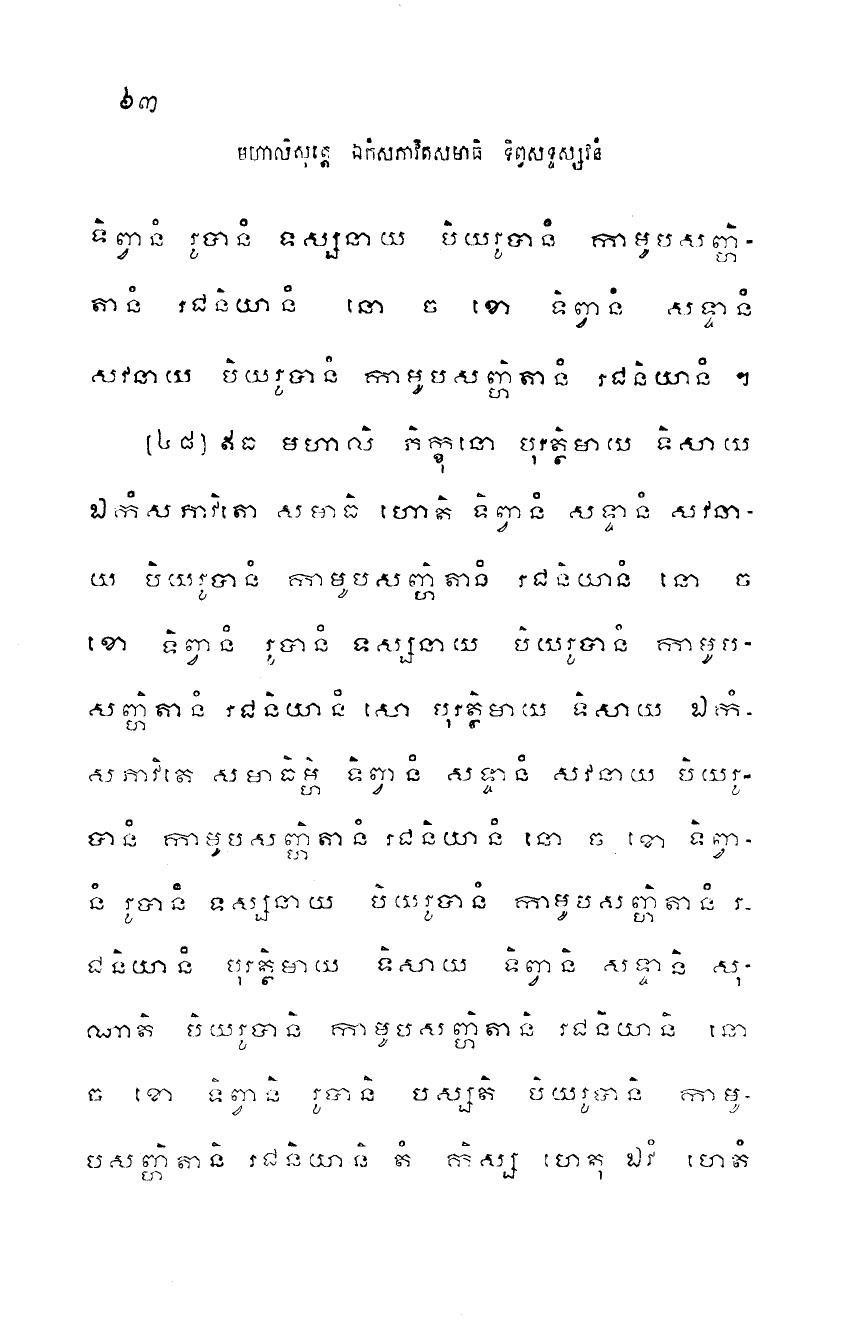 ៦៣
មហាលិសុត្តេ ឯកំសភាវិតសមាធិ ទិព្វសទ្ទស្សវនំ
ទិព្វានំ រូបានំ ទស្សនាយ បិយរូបានំ កាមូបសញ្ហិ-
តានំ រជនិយានំ នោ ច ខោ ទិព្វានំ សទ្ទានំ
សវនាយ បិយរូបានំ កាមូបសញ្ហិតានំ រជនិយានំ ។
(៤៨) ឥធ មហាលិ ភិក្ខុនោ បុរត្ថិមាយ ទិសាយ
ឯកំសភាវិតោ សមាធិ ហោតិ ទិព្វានំ សទ្ទានំ សវនា-
យ បិយរូបានំ កាមូបសញ្ហិតានំ រជនិយានំ នោ ច
ខោ ទិព្វានំ រូបានំ ទស្សនាយ បិយរូបានំ កាមូប-
សញ្ហិតានំ រជនិយានំ សោ បុរត្ថិមាយ ទិសាយ ឯកំ-
សភាវិតេ សមាធិម្ហិ ទិព្វានំ សទ្ទានំ សវនាយ បិយរូ-
បានំ កាមូបសញ្ហិតានំ រជនិយានំ នោ ច ខោ ទិព្វា-
នំ រូបានំ ទស្សនាយ បិយរូបានំ កាមូបសញ្ហិតានំ រ-
ជនិយានំ បុរត្ថិមាយ ទិសាយ ទិព្វានិ សទ្ទានិ សុ-
ណាតិ បិយរូបានិ កាមូបសញ្ហិតានិ រជនិយានិ នោ
ច ខោ ទិព្វានិ រូបានិ បស្សតិ បិយរូបានិ កាមូ-
បសញ្ហិតានិ រជនិយានិ តំ កិស្ស ហេតុ ឯវំ ហេតំ